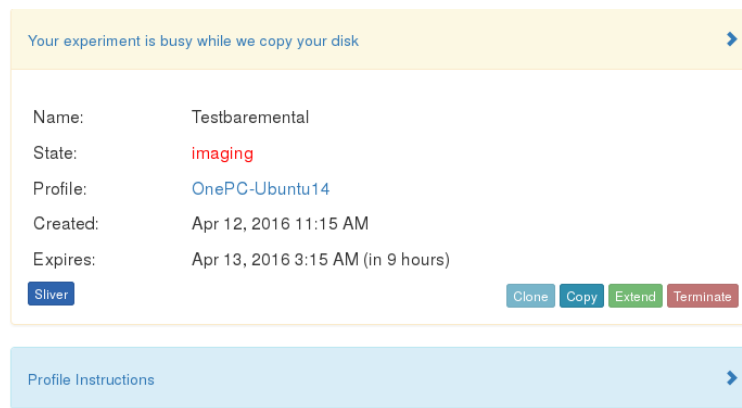 Your experiment is busy while we copy your disk
Name: Testbaremental
State: imaging
Profile: OnePC-Ubuntu14
Created: Apr 12, 2016 11:15 AM
Expires: Apr 13, 2016 3:15 AM (in 9 hours)
Sliver Clone Copy Extend Terminate
Profile Instructions